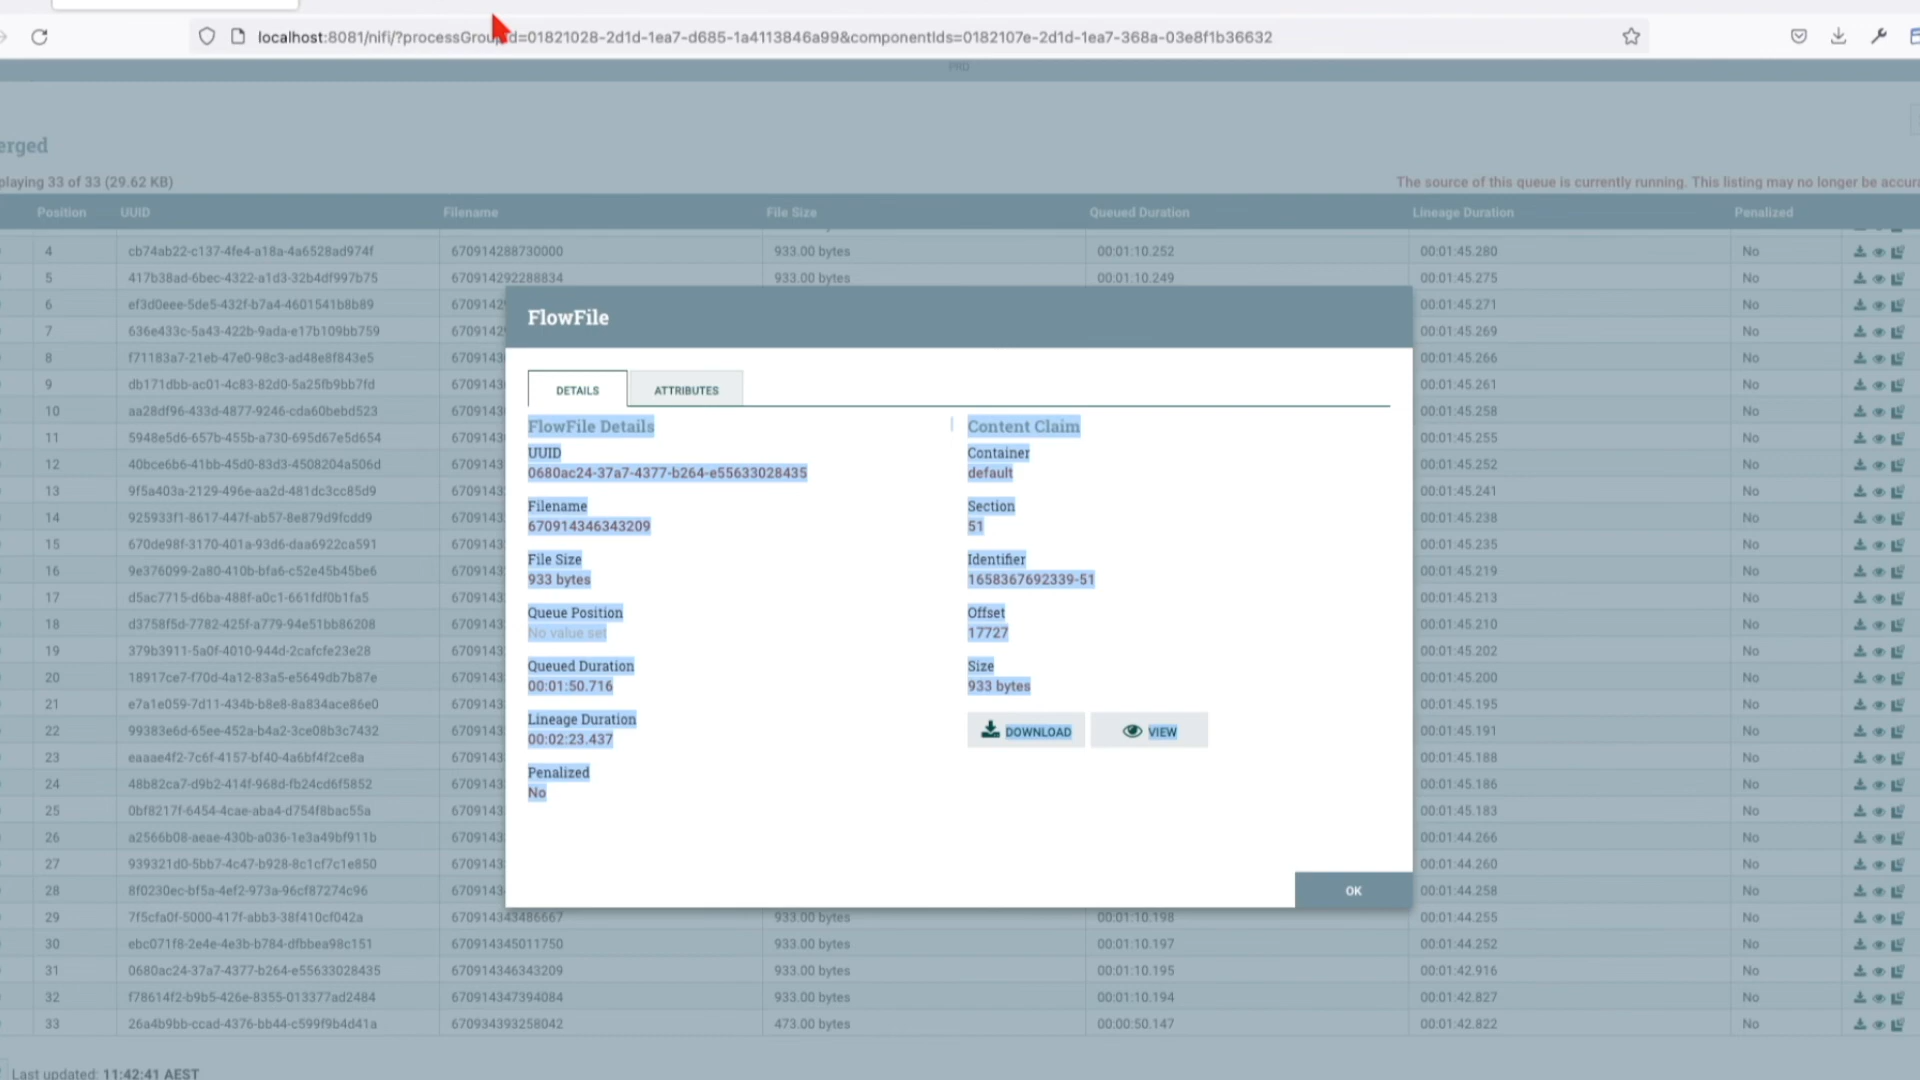 localhost:8081/nifi/?processGroupId=01821028-2d1d-1ea7-d685-1a4113846a99&componentIds=0182107e-2d1d-1ea7-368a-03e8f1b36632
PRD
erged
playing 33 of 33 (29.62 KB) The source of this queue is currently running. This listing may no longer be accura
Position UUID Filename File Size Queued Duration Lineage Duration Penalized
4 cb74ab22-c137-4fe4-a18a-4a6528ad974f 670914288730000 933.00 bytes 00:01:10.252 00:01:45.280 No
5 417b38ad-6bec-4322-a1d3-32b4df997b75 670914292288834 933.00 bytes 00:01:10.249 00:01:45.275 No
6 ef3d0eee-5de5-432f-b7a4-4601541b8b89 67091429 00:01:45.271 No
7 636e433c-5a43-422b-9ada-e17b109bb759 67091429 00:01:45.269 No
8 f71183a7-21eb-47e0-98c3-ad48e8f843e5 6709143 00:01:45.266 No
9 db171dbb-ac01-4c83-82d0-5a25fb9bb7fd 6709143 00:01:45.261 No
10 aa28df96-433d-4877-9246-cda60bebd523 6709143 00:01:45.258 No
11 5948e5d6-657b-455b-a730-695d67e5d654 6709143 00:01:45.255 No
12 40bce6b6-41bb-45d0-83d3-4508204a506d 6709143 00:01:45.252 No
13 9f5a403a-2129-496e-aa2d-481dc3cc85d9 6709143 00:01:45.241 No
14 925933f1-8617-447f-ab57-8e879d9fcdd9 6709143 00:01:45.238 No
15 670de98f-3170-401a-93d6-daa6922ca591 6709143 00:01:45.235 No
16 9e376099-2a80-410b-bfa6-c52e45b45be6 6709143 00:01:45.219 No
17 d5ac7715-d6ba-488f-a0c1-661fdf0b1fa5 6709143 00:01:45.213 No
18 d3758f5d-7782-425f-a779-94e51bb86208 6709143 00:01:45.210 No
19 379b3911-5a0f-4010-944d-2cafcfe23e28 6709143 00:01:45.202 No
20 18917ce7-f70d-4a12-83a5-e5649db7b87e 6709143 00:01:45.200 No
21 e7a1e059-7d11-434b-b8e8-8a834ace86e0 6709143 00:01:45.195 No
22 99383e6d-65ee-452a-b4a2-3ce08b3c7432 6709143 00:01:45.191 No
23 eaaae4f2-7c6f-4157-bf40-4a6bf4f2ce8a 6709143 00:01:45.188 No
24 48b82ca7-d9b2-414f-968d-fb24cd6f5852 6709143 00:01:45.186 No
25 0bf8217f-6454-4cae-aba4-d754f8bac55a 6709143 00:01:45.183 No
26 a2566b08-aeae-430b-a036-1e3a49bf911b 6709143 00:01:44.266 No
27 939321d0-5bb7-4c47-b928-8c1cf7c1e850 6709143 00:01:44.260 No
28 8f0230ec-bf5a-4ef2-973a-96cf87274c96 6709143 00:01:44.258 No
29 7f5cfa0f-5000-417f-abb3-38f410cf042a 670914343486667 933.00 bytes 00:01:10.198 00:01:44.255 No
30 ebc071f8-2e4e-4e3b-b784-dfbbea98c151 670914345011750 933.00 bytes 00:01:10.197 00:01:44.252 No
31 0680ac24-37a7-4377-b264-e55633028435 670914346343209 933.00 bytes 00:01:10.195 00:01:42.916 No
32 f78614f2-b9b5-426e-8355-013377ad2484 670914347394084 933.00 bytes 00:01:10.194 00:01:42.827 No
33 26a4b9bb-ccad-4376-bb44-c599f9b4d41a 670934393258042 473.00 bytes 00:00:50.147 00:01:42.822 No
Last updated: 11:42:41 AEST
FlowFile
DETAILS ATTRIBUTES
FlowFile Details
UUID
0680ac24-37a7-4377-b264-e55633028435
Filename
670914346343209
File Size
933 bytes
Queue Position
No value set
Queued Duration
00:01:50.716
Lineage Duration
00:02:23.437
Penalized
No
Content Claim
Container
default
Section
51
Identifier
1658367692339-51
Offset
17727
Size
933 bytes
DOWNLOAD VIEW
OK